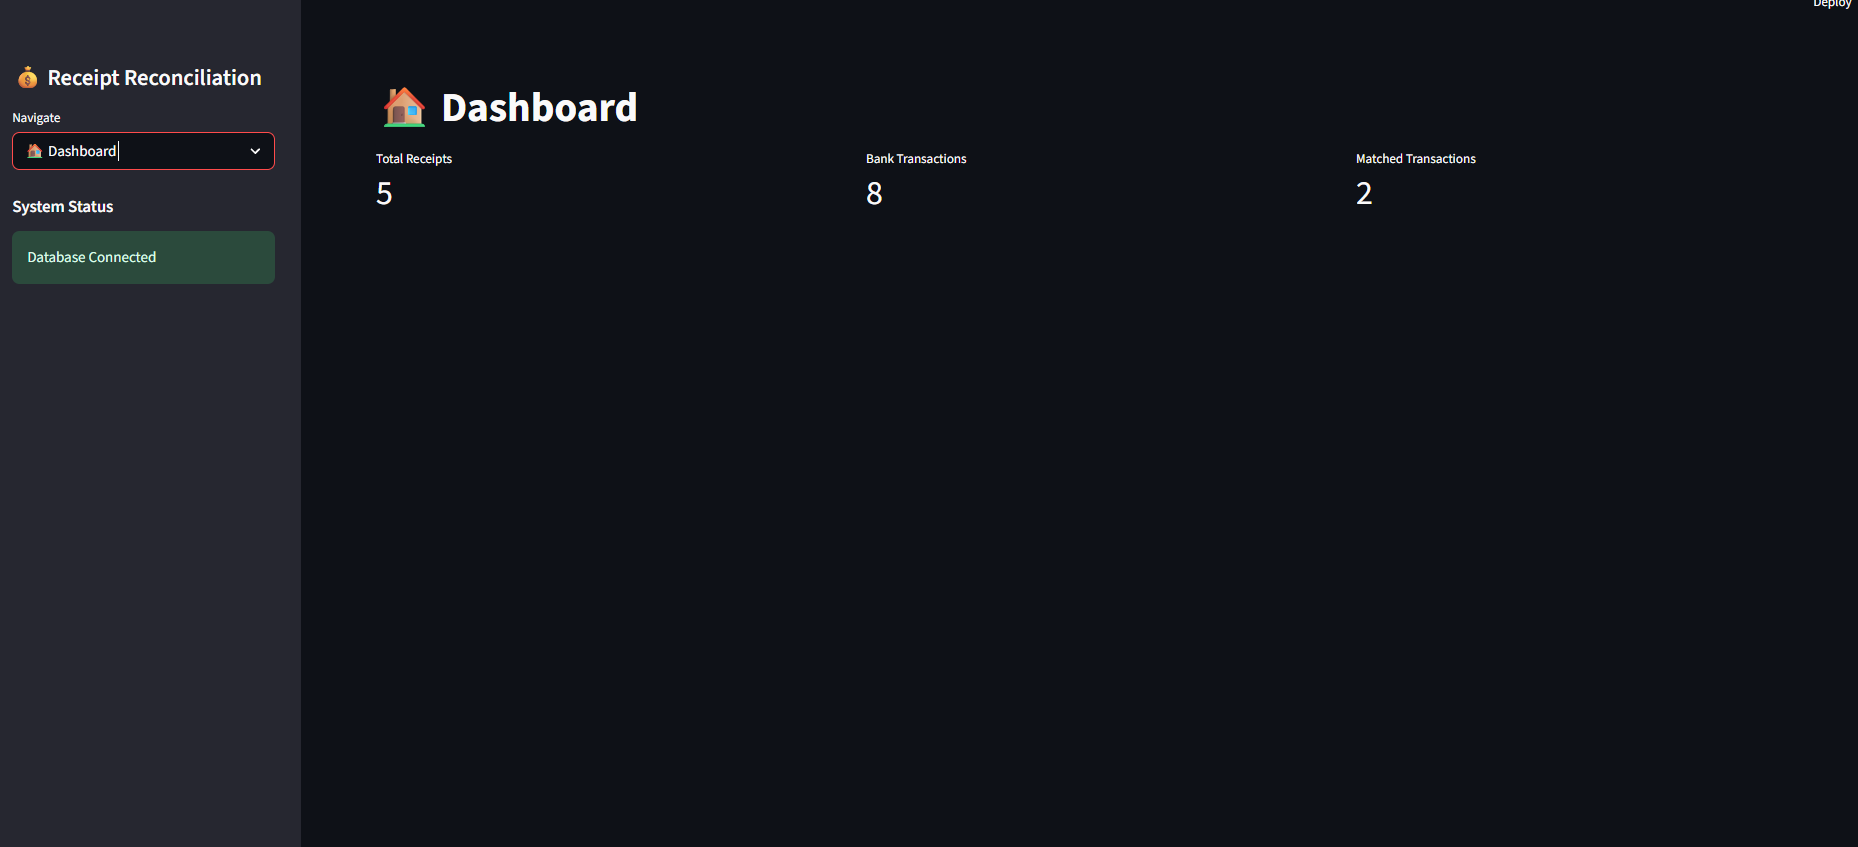 Deploy
Receipt Reconciliation
Navigate
Dashboard
System Status
Database Connected
Dashboard
Total Receipts
5
Bank Transactions
8
Matched Transactions
2